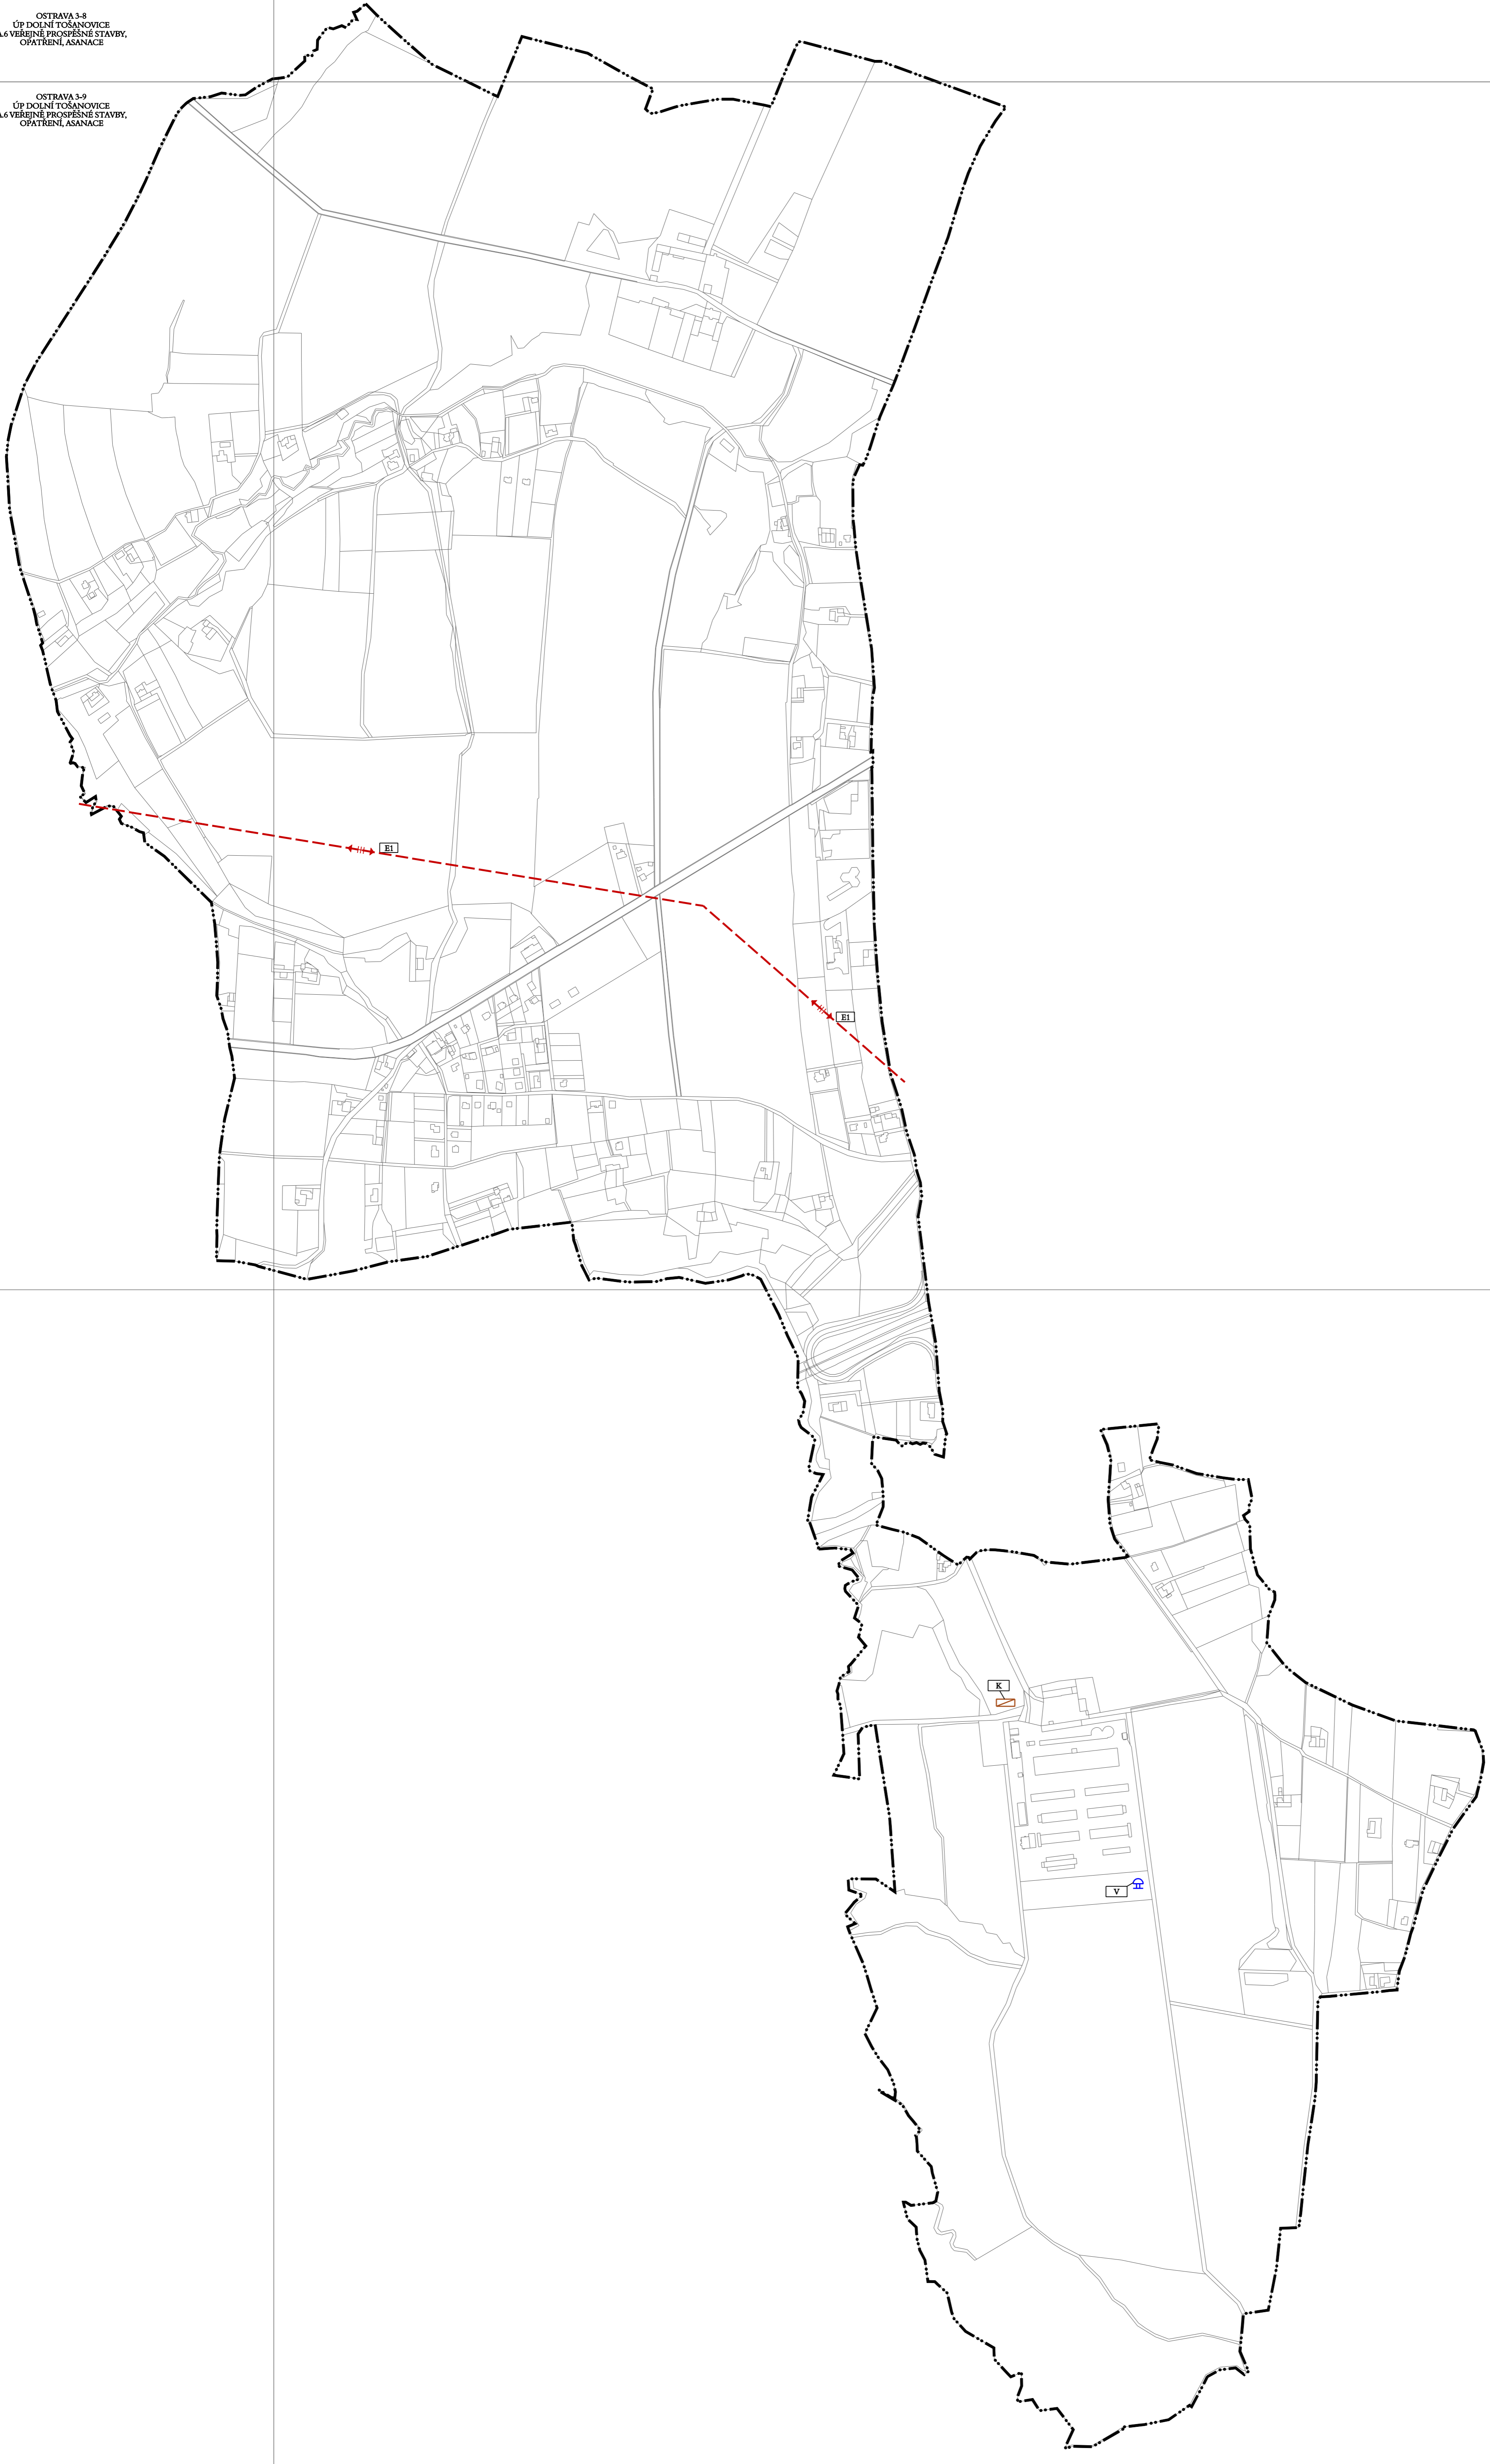 OSTRAVA 3-8
ÚP DOLNÍ TOŠANOVICE
A.6 VEŘEJNĚ PROSPĚŠNÉ STAVBY,
OPATŘENÍ, ASANACE
OSTRAVA 3-9
ÚP DOLNÍ TOŠANOVICE
A.6 VEŘEJNĚ PROSPĚŠNÉ STAVBY,
OPATŘENÍ, ASANACE
E1
E1
K
V